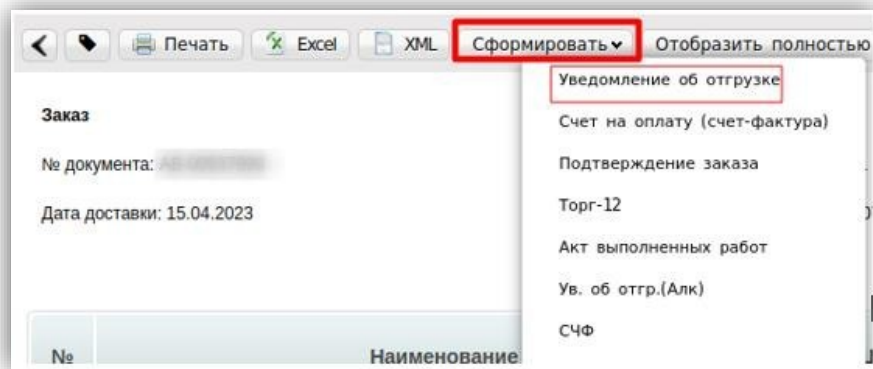 Печать Excel XML Сформировать Отобразить полностью
Уведомление об отгрузке
Заказ
Счет на оплату (счет-фактура)
№ документа:
Подтверждение заказа
Дата доставки: 15.04.2023
Торг-12
Акт выполненных работ
Ув. об отгр.(Алк)
СЧФ
№ Наименование